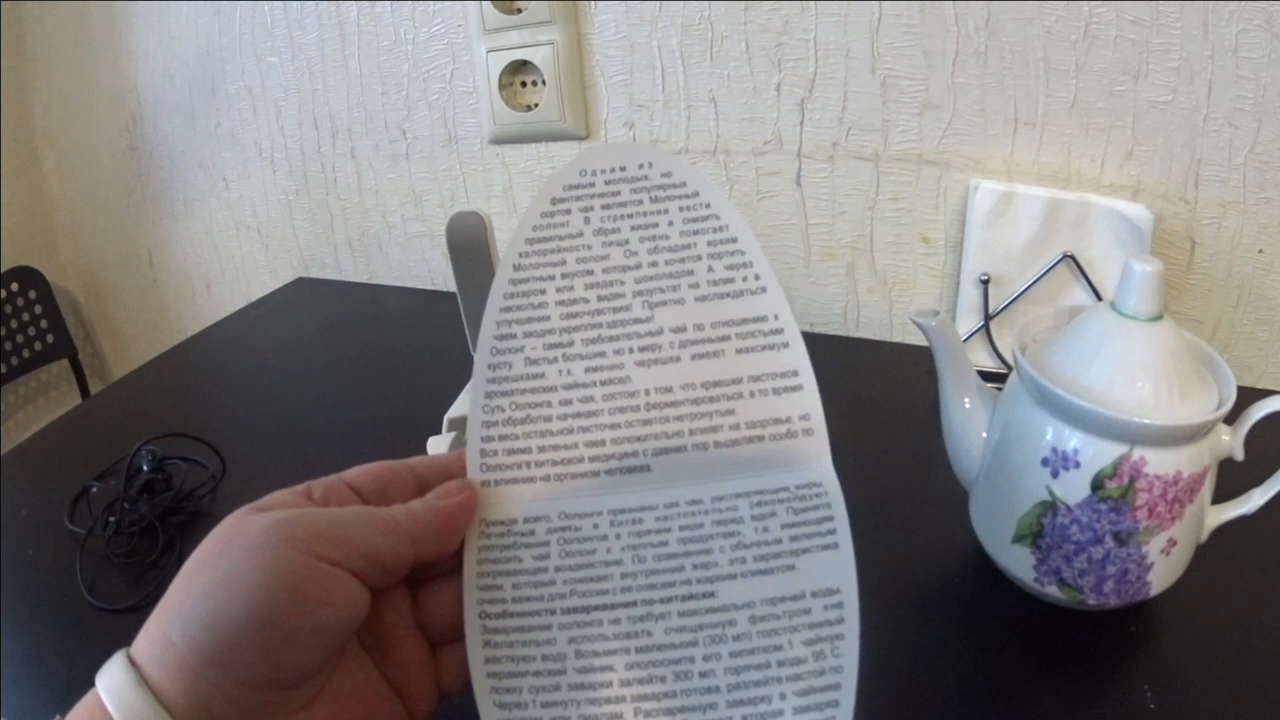 Одним из
самым молодых, но
фантастически популярных
сортов чая является Молочный
оолонг. В стремлении вести
правильный образ жизни и снизить
калорийность пищи очень помогает
Молочный оолонг. Он обладает ярким
приятным вкусом, который не хочется портить
сахаром или заедать шоколадом. А через
несколько недель виден результат на талии и в
улучшении самочувствия! Приятно наслаждаться
чаем, заодно укрепляя здоровье!
Оолонг – самый требовательный чай по отношению к
кусту. Листья большие, но в меру, с длинными толстыми
черешками, т.к. именно черешки имеют максимум
ароматических чайных масел.
Суть Оолонга, как чая, состоит в том, что краешки листочков
при обработке начинают слегка ферментироваться, в то время
как весь остальной листочек остается нетронутым.
Вся гамма зеленых чаев положительно влияет на здоровье, но
Оолонги в китайской медицине с давних пор выделяли особо по
их влиянию на организм человека.
Прежде всего, Оолонги признаны как чаи, растворяющие жиры.
Лечебные диеты в Китае настоятельно рекомендуют
употребление Оолонгов в горячем виде перед едой. Принято
относить чай Оолонг к «теплым продуктам», т.к. имеющим
согревающее воздействие. По сравнению с обычным зеленым
чаем, который «снижает внутренний жар», эта характеристика
очень важна для России с ее совсем не жарким климатом.
Особенности заваривания по-китайски:
Заваривание оолонга не требует максимально горячей воды.
Желательно использовать очищенную фильтром «не
жесткую» воду. Возьмите маленький (300 мл) толстостенный
керамический чайник, ополосните его кипятком. 1 чайную
ложку сухой заварки залейте 300 мл. горячей воды 95 С.
Через 1 минуту первая заварка готова, разлейте настой по
или пиалам. Распаренную заварку в чайнике
вторая заварка